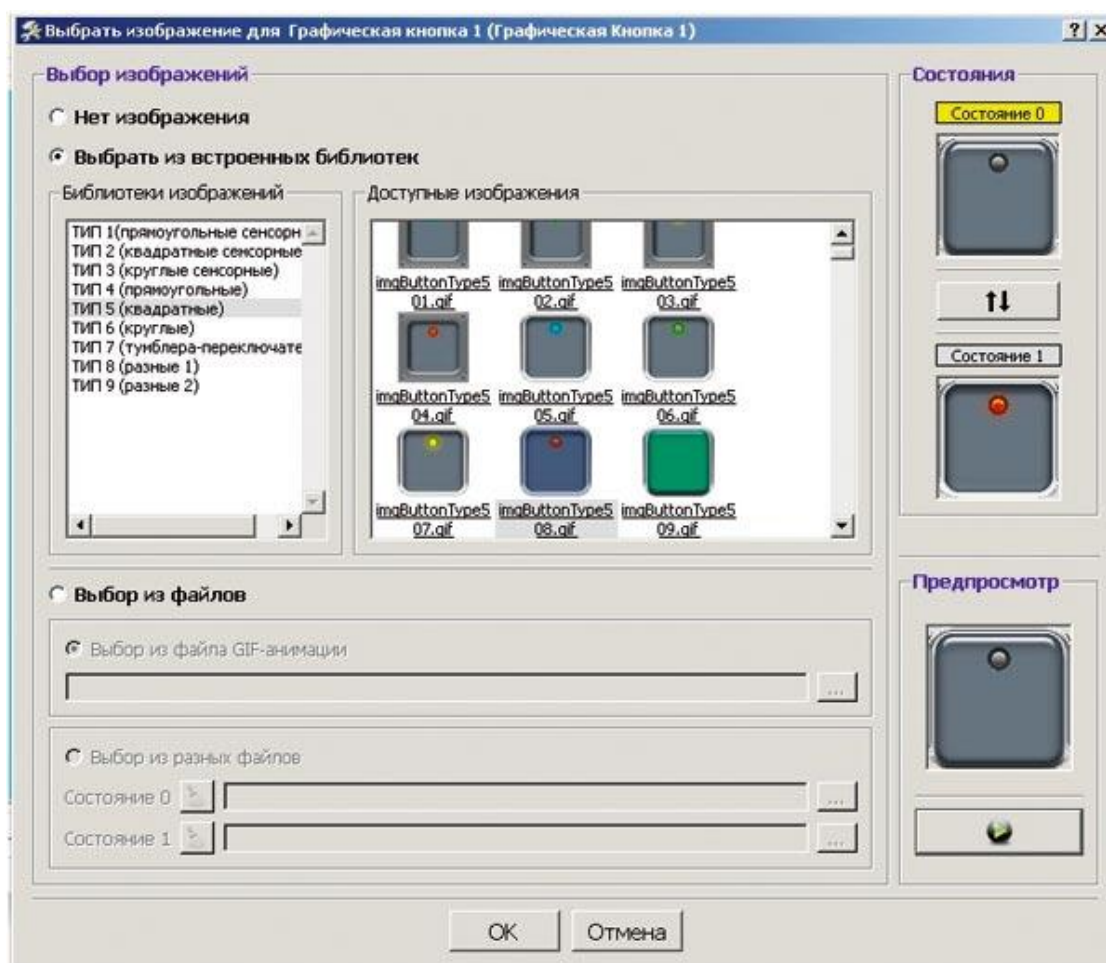 Выбрать изображение для Графическая кнопка 1 (Графическая Кнопка 1)
Выбор изображений
Нет изображения
Выбрать из встроенных библиотек
Библиотеки изображений
ТИП 1(прямоугольные сенсорн
ТИП 2 (квадратные сенсорные
ТИП 3 (круглые сенсорные)
ТИП 4 (прямоугольные)
ТИП 5 (квадратные)
ТИП 6 (круглые)
ТИП 7 (тумблера-переключате
ТИП 8 (разные 1)
ТИП 9 (разные 2)
Доступные изображения
imgButtonType5 imgButtonType5 imgButtonType5
01.gif 02.gif 03.gif
imgButtonType5 imgButtonType5 imgButtonType5
04.gif 05.gif 06.gif
imgButtonType5 imgButtonType5 imgButtonType5
07.gif 08.gif 09.gif
Выбор из файлов
Выбор из файла GIF-анимации
...
Выбор из разных файлов
Состояние 0 ...
Состояние 1 ...
Состояния
Состояние 0
Состояние 1
Предпросмотр
OK Отмена